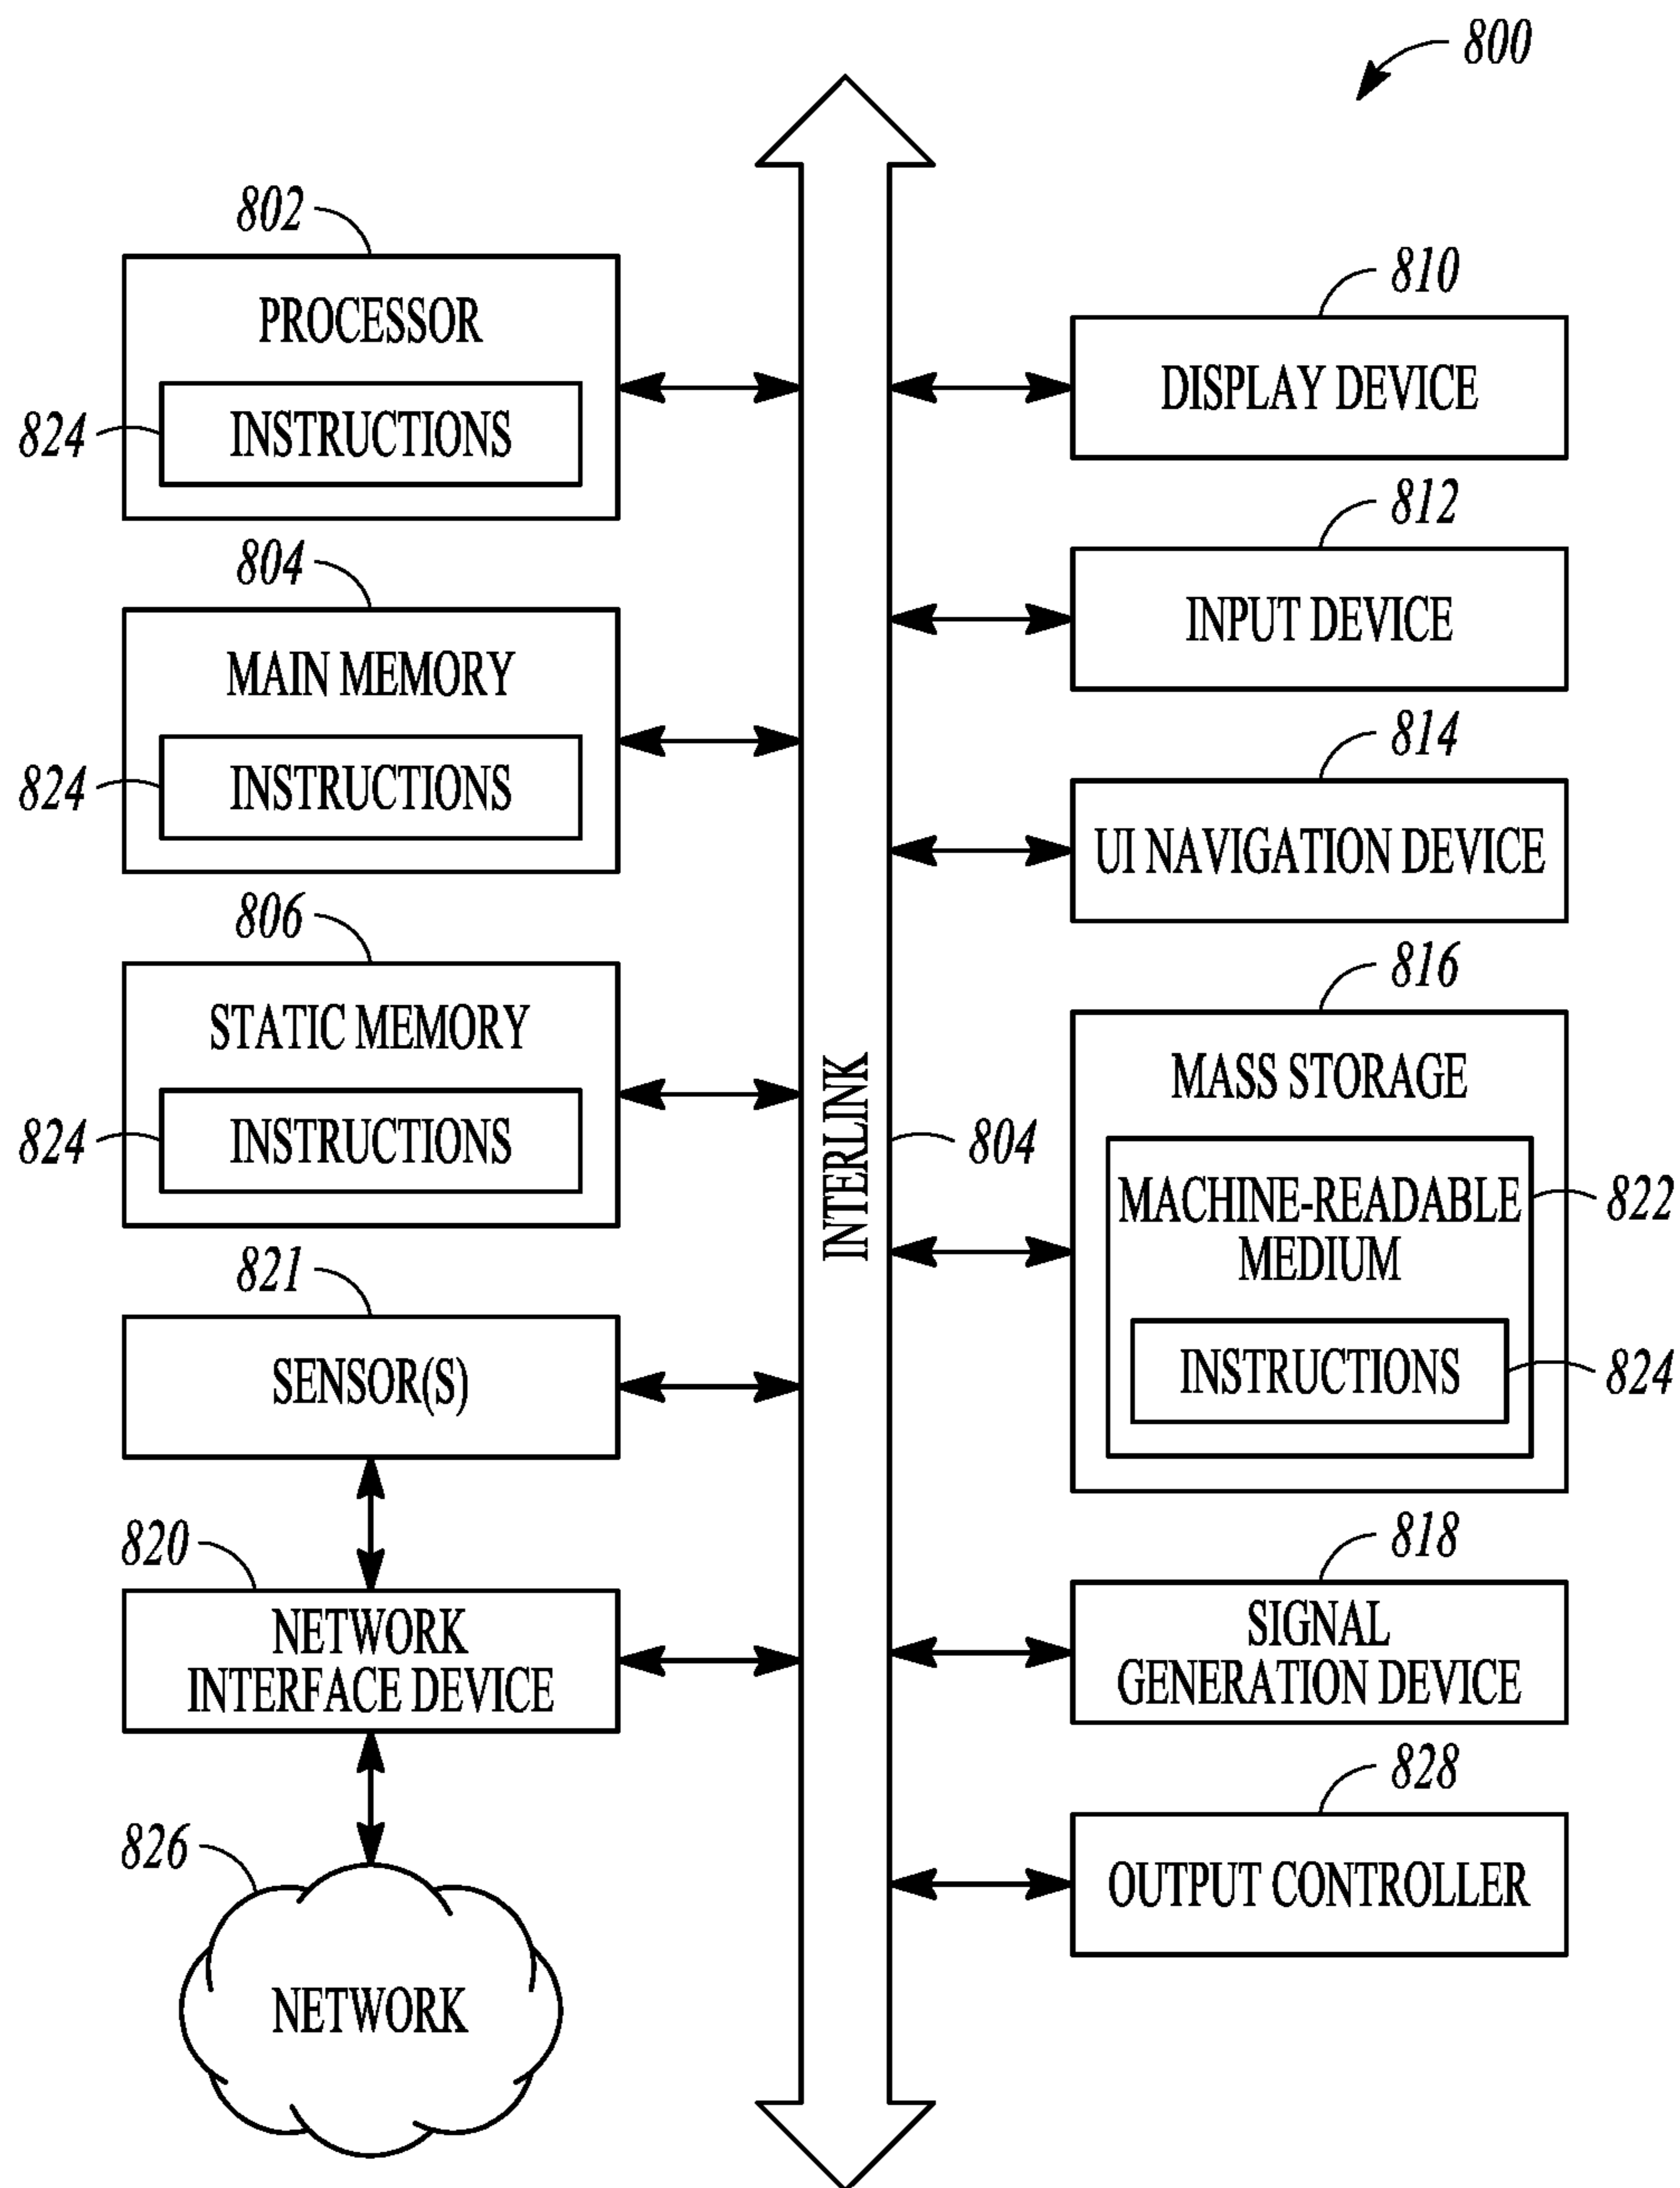 800
802
PROCESSOR
824
INSTRUCTIONS
804
MAIN MEMORY
824
INSTRUCTIONS
806
STATIC MEMORY
824
INSTRUCTIONS
821
SENSOR(S)
820
NETWORK
INTERFACE DEVICE
826
NETWORK
INTERLINK
804
810
DISPLAY DEVICE
812
INPUT DEVICE
814
UI NAVIGATION DEVICE
816
MASS STORAGE
MACHINE-READABLE
MEDIUM
822
INSTRUCTIONS
824
818
SIGNAL
GENERATION DEVICE
828
OUTPUT CONTROLLER